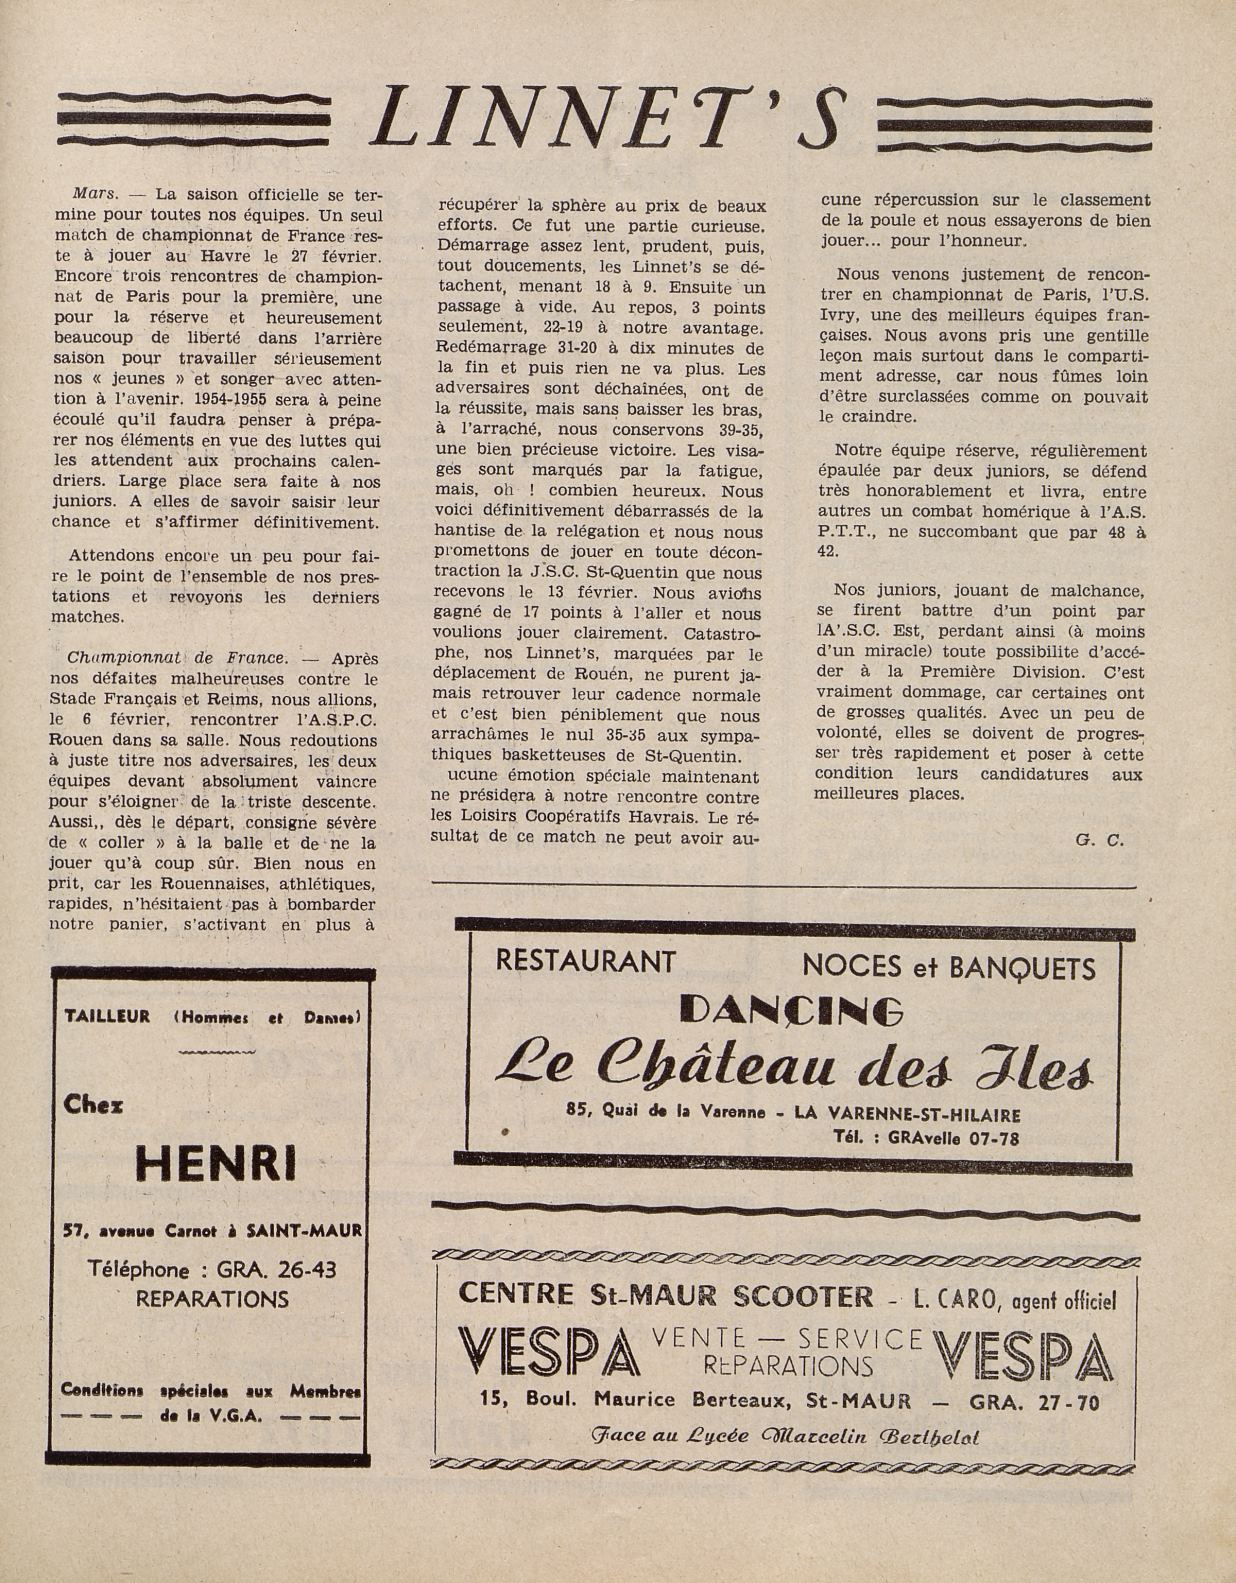 LINNET'S
Mars. — La saison officielle se ter-
mine pour toutes nos équipes. Un seul
match de championnat de France res-
te à jouer au Havre le 27 février.
Encore trois rencontres de champion-
nat de Paris pour la première, une
pour la réserve et heureusement
beaucoup de liberté dans l'arrière
saison pour travailler sérieusement
nos « jeunes » et songer avec atten-
tion à l'avenir. 1954-1955 sera à peine
écoulé qu'il faudra penser à prépa-
rer nos éléments en vue des luttes qui
les attendent aux prochains calen-
driers. Large place sera faite à nos
juniors. A elles de savoir saisir leur
chance et s'affirmer définitivement.
Attendons encore un peu pour fai-
re le point de l'ensemble de nos pres-
tations et revoyons les derniers
matches.
Championnat de France. — Après
nos défaites malheureuses contre le
Stade Français et Reims, nous allions,
le 6 février, rencontrer l'A.S.P.C.
Rouen dans sa salle. Nous redoutions
à juste titre nos adversaires, les deux
équipes devant absolument vaincre
pour s'éloigner de la triste descente.
Aussi,, dès le départ, consigne sévère
de « coller » à la balle et de ne la
jouer qu'à coup sûr. Bien nous en
prit, car les Rouennaises, athlétiques,
rapides, n'hésitaient pas à bombarder
notre panier, s'activant en plus à
récupérer la sphère au prix de beaux
efforts. Ce fut une partie curieuse.
Démarrage assez lent, prudent, puis,
tout doucements, les Linnet's se dé-
tachent, menant 18 à 9. Ensuite un
passage à vide. Au repos, 3 points
seulement, 22-19 à notre avantage.
Redémarrage 31-20 à dix minutes de
la fin et puis rien ne va plus. Les
adversaires sont déchaînées, ont de
la réussite, mais sans baisser les bras,
à l'arraché, nous conservons 39-35,
une bien précieuse victoire. Les visa-
ges sont marqués par la fatigue,
mais, oh ! combien heureux. Nous
voici définitivement débarrassés de la
hantise de la relégation et nous nous
promettons de jouer en toute décon-
traction la J.S.C. St-Quentin que nous
recevons le 13 février. Nous avions
gagné de 17 points à l'aller et nous
voulions jouer clairement. Catastro-
phe, nos Linnet's, marquées par le
déplacement de Rouén, ne purent ja-
mais retrouver leur cadence normale
et c'est bien péniblement que nous
arrachâmes le nul 35-35 aux sympa-
thiques basketteuses de St-Quentin.
ucune émotion spéciale maintenant
ne présidera à notre rencontre contre
les Loisirs Coopératifs Havrais. Le ré-
sultat de ce match ne peut avoir au-
cune répercussion sur le classement
de la poule et nous essayerons de bien
jouer... pour l'honneur.
Nous venons justement de rencon-
trer en championnat de Paris, l'U.S.
Ivry, une des meilleurs équipes fran-
çaises. Nous avons pris une gentille
leçon mais surtout dans le comparti-
ment adresse, car nous fûmes loin
d'être surclassées comme on pouvait
le craindre.
Notre équipe réserve, régulièrement
épaulée par deux juniors, se défend
très honorablement et livra, entre
autres un combat homérique à l'A.S.
P.T.T., ne succombant que par 48 à
42.
Nos juniors, jouant de malchance,
se firent battre d'un point par
lA'.S.C. Est, perdant ainsi (à moins
d'un miracle) toute possibilite d'accé-
der à la Première Division. C'est
vraiment dommage, car certaines ont
de grosses qualités. Avec un peu de
volonté, elles se doivent de progres-
ser très rapidement et poser à cette
condition leurs candidatures aux
meilleures places.
G. C.
TAILLEUR (Hommes et Dames)
Chez
HENRI
57, avenue Carnot à SAINT-MAUR
Téléphone : GRA. 26-43
REPARATIONS
Conditions spéciales aux Membres
— — — de la V.G.A. — — —
RESTAURANT NOCES et BANQUETS
DANCING
Le Château des Iles
85, Quai de la Varenne - LA VARENNE-ST-HILAIRE
Tél. : GRAvelle 07-78
CENTRE St-MAUR SCOOTER - L. CARO, agent officiel
VESPA VENTE — SERVICE VESPA
REPARATIONS
15, Boul. Maurice Berteaux, St-MAUR — GRA. 27-70
Face au Lycée Marcelin Berthelot